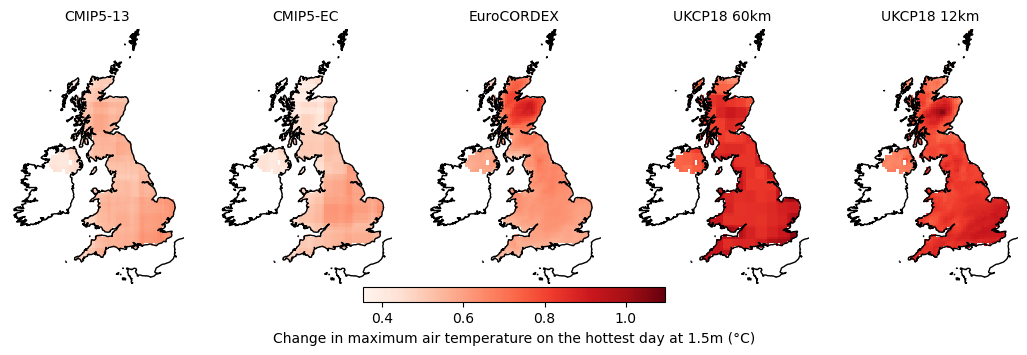 CMIP5-13
CMIP5-EC
EuroCORDEX
UKCP18 60km
UKCP18 12km
0.4
0.6
0.8
1.0
Change in maximum air temperature on the hottest day at 1.5m (°C)